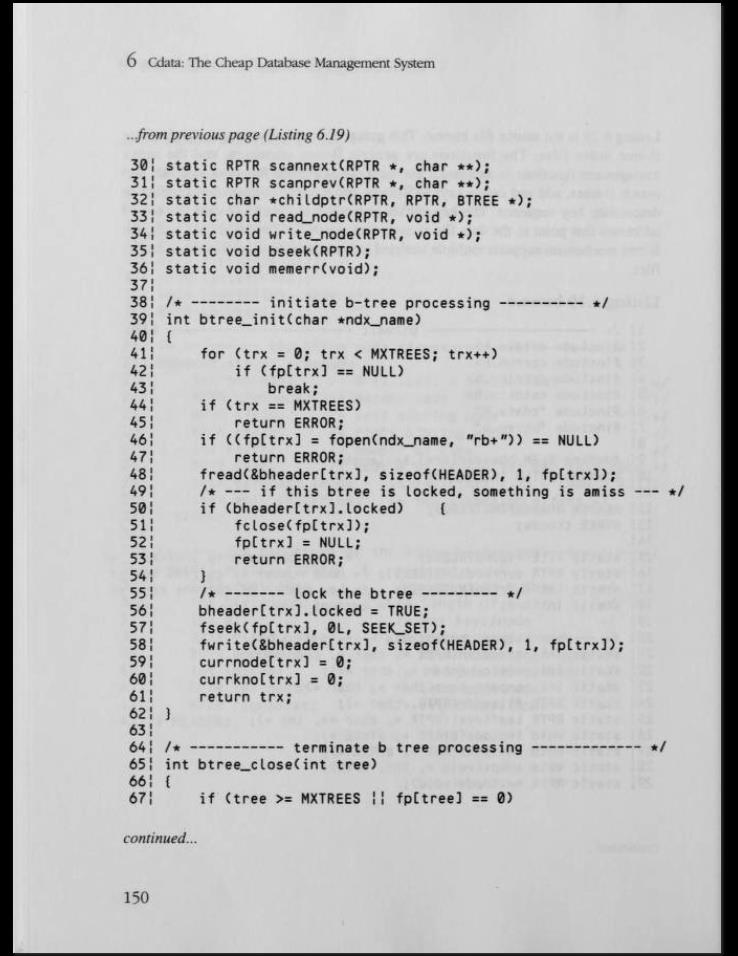 6 Cdata: The Cheap Database Management System
...from previous page (Listing 6.19)
30¦ static RPTR scannext(RPTR *, char **);
31¦ static RPTR scanprev(RPTR *, char **);
32¦ static char *childptr(RPTR, RPTR, BTREE *);
33¦ static void read_node(RPTR, void *);
34¦ static void write_node(RPTR, void *);
35¦ static void bseek(RPTR);
36¦ static void memerr(void);
37¦
38¦ /* -------- initiate b-tree processing ---------- */
39¦ int btree_init(char *ndx_name)
40¦ {
41¦     for (trx = 0; trx < MXTREES; trx++)
42¦         if (fp[trx] == NULL)
43¦             break;
44¦     if (trx == MXTREES)
45¦         return ERROR;
46¦     if ((fp[trx] = fopen(ndx_name, "rb+")) == NULL)
47¦         return ERROR;
48¦     fread(&bheader[trx], sizeof(HEADER), 1, fp[trx]);
49¦     /* --- if this btree is locked, something is amiss --- */
50¦     if (bheader[trx].locked)    {
51¦         fclose(fp[trx]);
52¦         fp[trx] = NULL;
53¦         return ERROR;
54¦     }
55¦     /* ------- lock the btree --------- */
56¦     bheader[trx].locked = TRUE;
57¦     fseek(fp[trx], 0L, SEEK_SET);
58¦     fwrite(&bheader[trx], sizeof(HEADER), 1, fp[trx]);
59¦     currnode[trx] = 0;
60¦     currkno[trx] = 0;
61¦     return trx;
62¦ }
63¦
64¦ /* ----------- terminate b tree processing ------------- */
65¦ int btree_close(int tree)
66¦ {
67¦     if (tree >= MXTREES ¦¦ fp[tree] == 0)
continued...
150